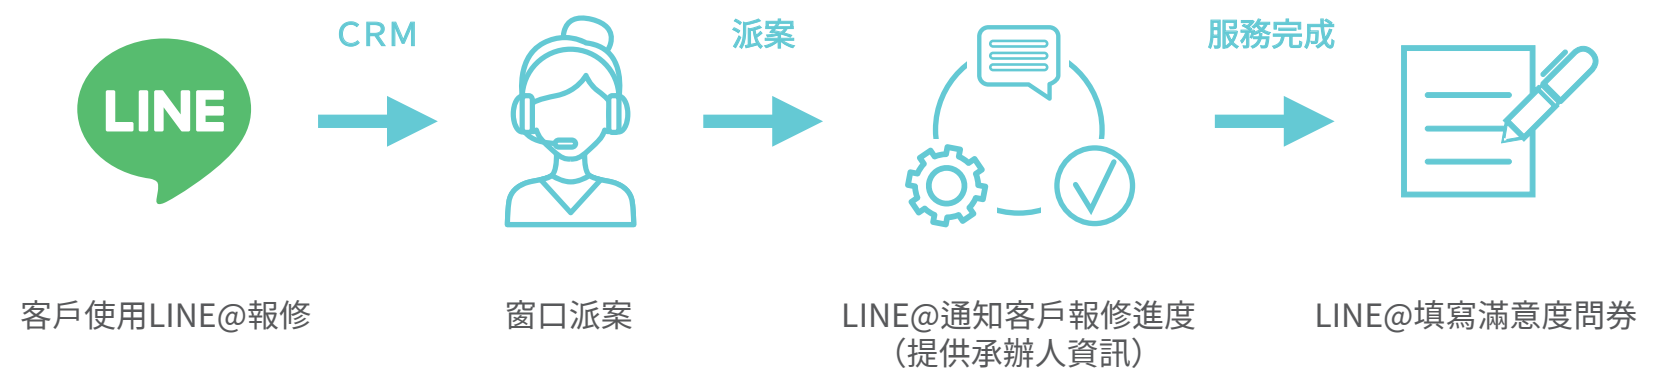 CRM
派案
服務完成
LINE
客戶使用LINE@報修
窗口派案
LINE@通知客戶報修進度
(提供承辦人資訊)
LINE@填寫滿意度問券